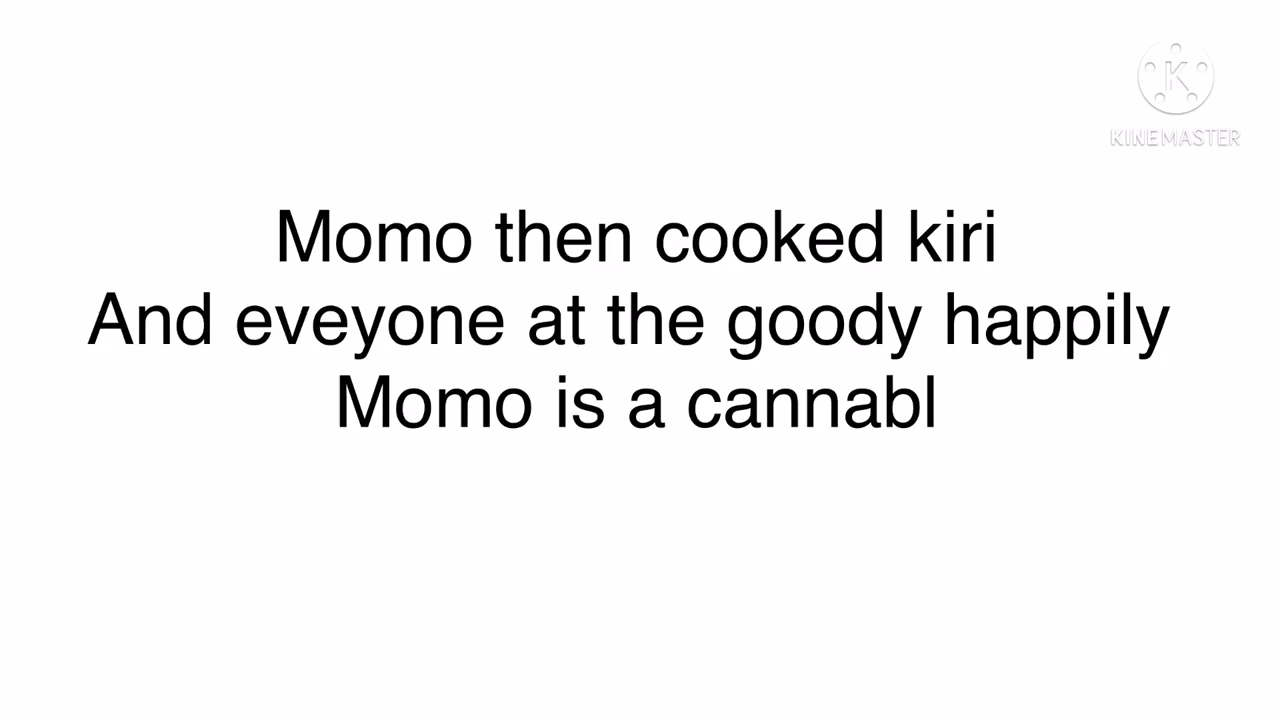 KINEMASTER
Momo then cooked kiri
And eveyone at the goody happily
Momo is a cannabl